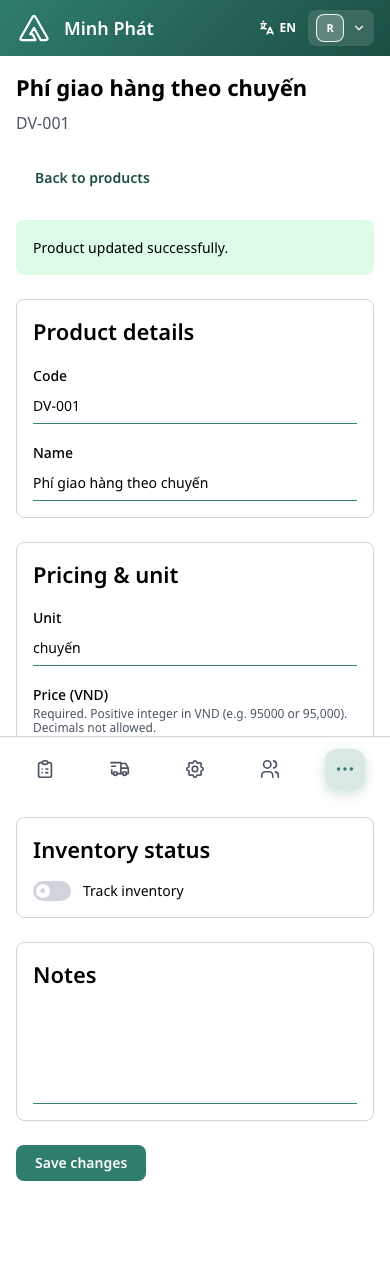 Minh Phát
EN
R
Phí giao hàng theo chuyến
DV-001
Back to products
Product updated successfully.
Product details
Code
DV-001
Name
Phí giao hàng theo chuyến
Pricing & unit
Unit
chuyến
Price (VND)
Required. Positive integer in VND (e.g. 95000 or 95,000).
Decimals not allowed.
Inventory status
Track inventory
Notes
Save changes